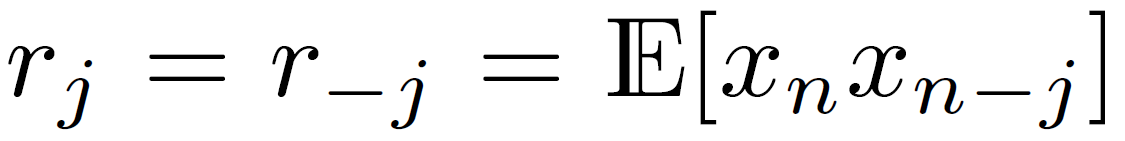 r_j = r_{-j} = 𝔼[x_n x_{n-j}]